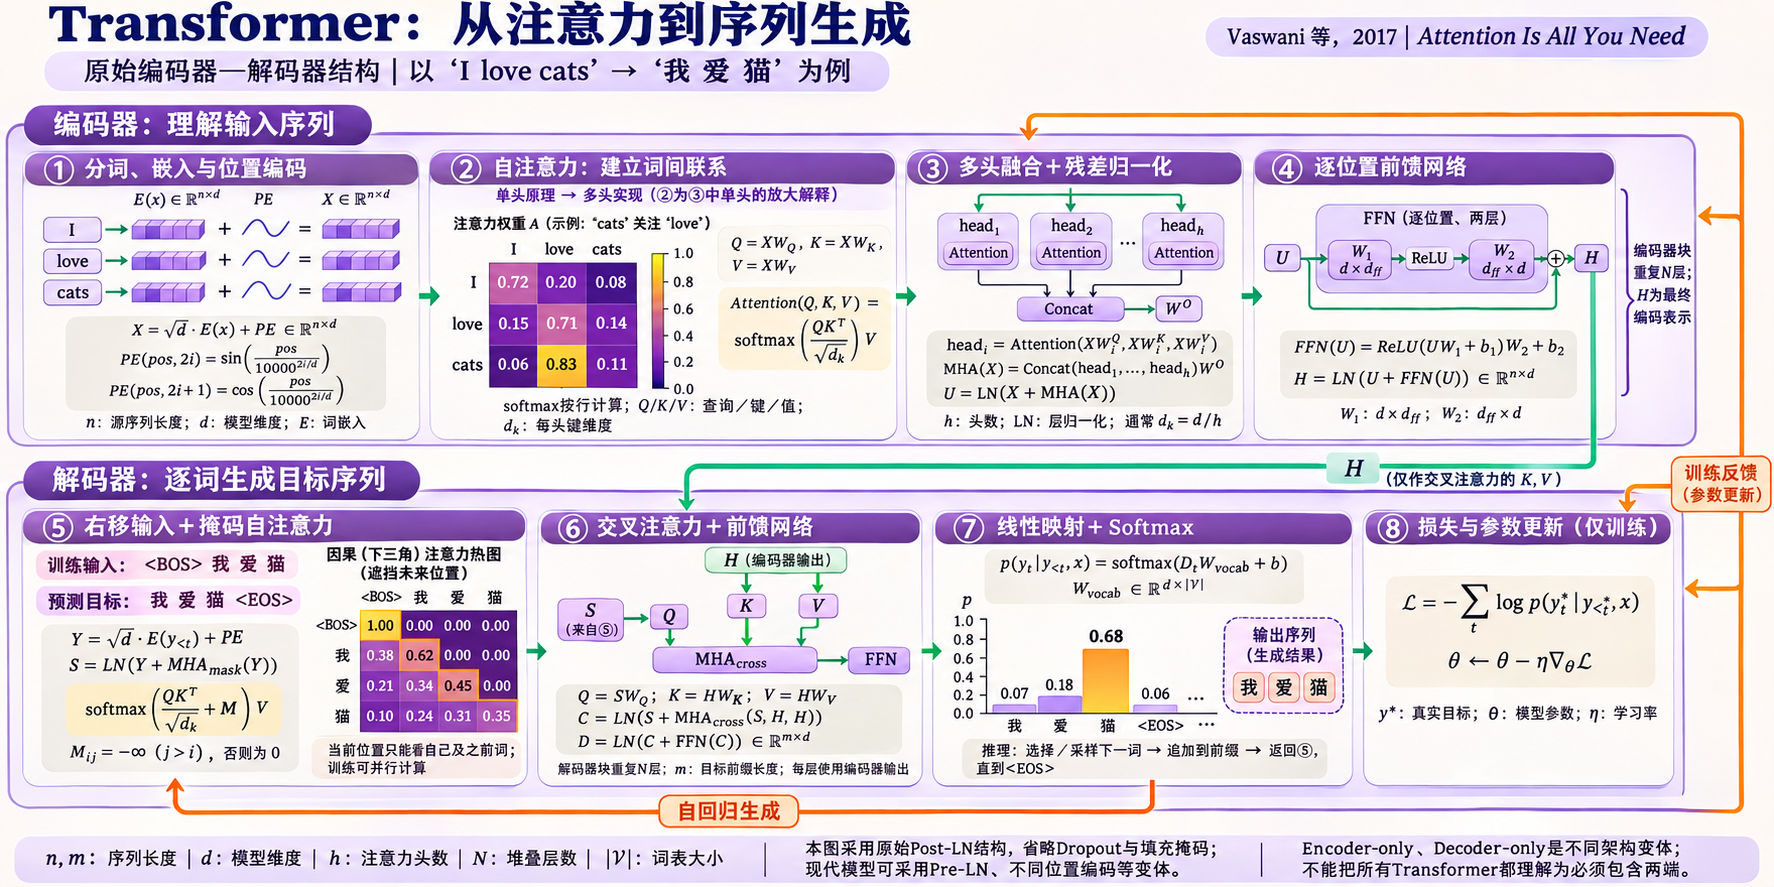 Transformer：从注意力到序列生成
原始编码器—解码器结构 | 以 ‘I love cats’ → ‘我 爱 猫’ 为例
Vaswani 等，2017 | Attention Is All You Need
编码器：理解输入序列
① 分词、嵌入与位置编码
E(x) ∈ ℝ^{n×d} PE X ∈ ℝ^{n×d}
I + =
love + =
cats + =
X = √d · E(x) + PE ∈ ℝ^{n×d}
PE(pos, 2i) = sin(pos / 10000^{2i/d})
PE(pos, 2i+1) = cos(pos / 10000^{2i/d})
n：源序列长度；d：模型维度；E：词嵌入
② 自注意力：建立词间联系
单头原理 → 多头实现（②为③中单头的放大解释）
注意力权重 A（示例：“cats’ 关注 ‘love’）
I love cats
I 0.72 0.20 0.08
love 0.15 0.71 0.14
cats 0.06 0.83 0.11
1.0
0.8
0.6
0.4
0.2
0.0
Q = XW_Q, K = XW_K,
V = XW_V
Attention(Q, K, V) =
softmax(QK^T / √d_k) V
softmax按行计算；Q/K/V：查询／键／值；
d_k：每头键维度
③ 多头融合＋残差归一化
head_1 head_2 … head_h
Attention Attention Attention
Concat W^O
head_i = Attention(XW_i^Q, XW_i^K, XW_i^V)
MHA(X) = Concat(head_1, …, head_h)W^O
U = LN(X + MHA(X))
h：头数；LN：层归一化；通常 d_k = d/h
④ 逐位置前馈网络
FFN（逐位置、两层）
U W_1 d×d_ff ReLU W_2 d_ff×d + H
FFN(U) = ReLU(UW_1 + b_1)W_2 + b_2
H = LN(U + FFN(U)) ∈ ℝ^{n×d}
W_1：d×d_ff；W_2：d_ff×d
编码器块
重复N层；
H为最终
编码表示
H （仅作交叉注意力的 K, V）
训练反馈
（参数更新）
解码器：逐词生成目标序列
⑤ 右移输入＋掩码自注意力
训练输入： <BOS> 我 爱 猫
预测目标： 我 爱 猫 <EOS>
Y = √d · E(y_{<t}) + PE
S = LN(Y + MHA_mask(Y))
softmax(QK^T / √d_k + M) V
M_ij = −∞ (j > i)，否则为 0
因果（下三角）注意力热图
（遮挡未来位置）
<BOS> 我 爱 猫
<BOS> 1.00 0.00 0.00 0.00
我 0.38 0.62 0.00 0.00
爱 0.21 0.34 0.45 0.00
猫 0.10 0.24 0.31 0.35
当前位置只能看自己及之前词；
训练可并行计算
⑥ 交叉注意力＋前馈网络
H（编码器输出）
S
（来自⑤）
Q K V
MHA_cross FFN
Q = SW_Q; K = HW_K; V = HW_V
C = LN(S + MHA_cross(S, H, H))
D = LN(C + FFN(C)) ∈ ℝ^{m×d}
解码器块重复N层；m：目标前缀长度；每层使用编码器输出
⑦ 线性映射＋Softmax
p(y_t | y_{<t}, x) = softmax(D_t W_vocab + b)
W_vocab ∈ ℝ^{d×|𝒱|}
p
1.0
0.8
0.6
0.4
0.2
0.0
0.07 0.18 0.68 0.06 …
我 爱 猫 <EOS> …
输出序列
（生成结果）
我 爱 猫
推理：选择／采样下一词 → 追加到前缀 → 返回⑤，
直到<EOS>
⑧ 损失与参数更新（仅训练）
ℒ = −∑_t log p(y_t^* | y_{<t}^*, x)
θ ← θ − η∇_θ ℒ
y*：真实目标；θ：模型参数；η：学习率
自回归生成
n, m：序列长度 | d：模型维度 | h：注意力头数 | N：堆叠层数 | |𝒱|：词表大小
本图采用原始Post-LN结构，省略Dropout与填充掩码；
现代模型可采用Pre-LN、不同位置编码等变体。
Encoder-only、Decoder-only是不同架构变体；
不能把所有Transformer都理解为必须包含两端。